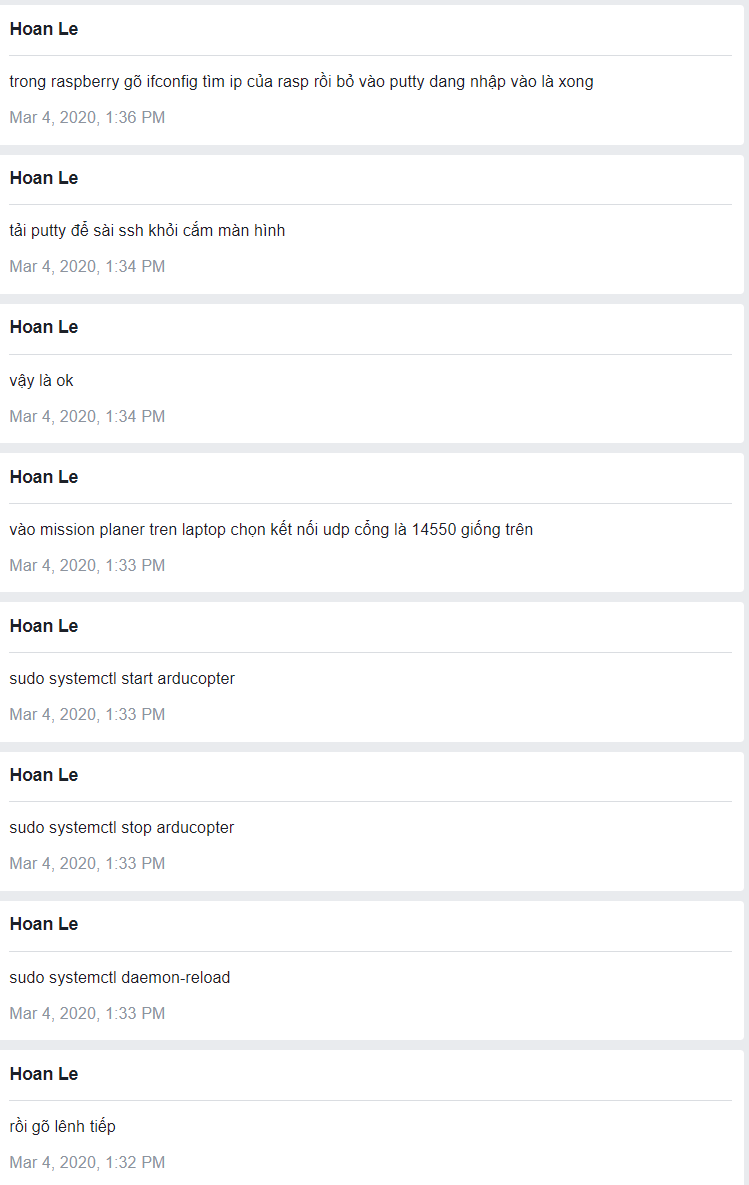 Hoan Le
trong raspberry gõ ifconfig tìm ip của rasp rồi bỏ vào putty dang nhập vào là xong
Mar 4, 2020, 1:36 PM
Hoan Le
tải putty để sài ssh khỏi cắm màn hình
Mar 4, 2020, 1:34 PM
Hoan Le
vậy là ok
Mar 4, 2020, 1:34 PM
Hoan Le
vào mission planer tren laptop chọn kết nối udp cổng là 14550 giống trên
Mar 4, 2020, 1:33 PM
Hoan Le
sudo systemctl start arducopter
Mar 4, 2020, 1:33 PM
Hoan Le
sudo systemctl stop arducopter
Mar 4, 2020, 1:33 PM
Hoan Le
sudo systemctl daemon-reload
Mar 4, 2020, 1:33 PM
Hoan Le
rồi gõ lênh tiếp
Mar 4, 2020, 1:32 PM